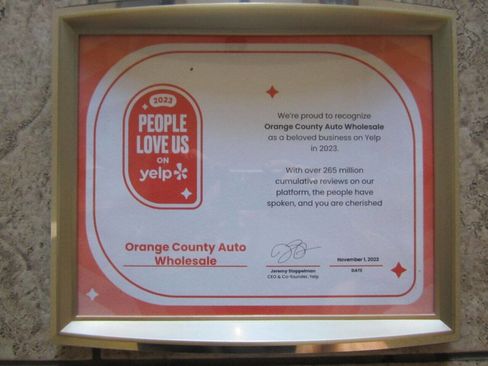 2023
PEOPLE
LOVE US
ON
yelp
We're proud to recognize
Orange County Auto Wholesale
as a beloved business on Yelp
in 2023.
With over 265 million
cumulative reviews on our
platform, the people have
spoken, and you are cherished
Orange County Auto
Wholesale
Jeremy Stoppelman
CEO & Co-founder, Yelp
November 1, 2023
DATE